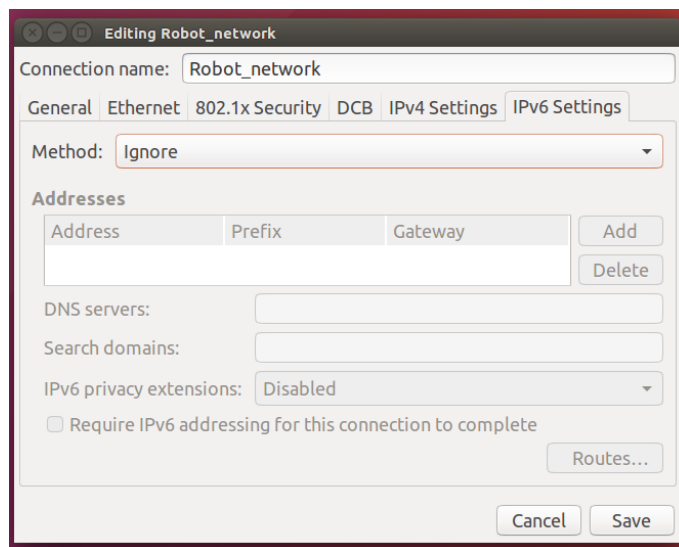 Editing Robot_network
Connection name: Robot_network
General Ethernet 802.1x Security DCB IPv4 Settings IPv6 Settings
Method: Ignore
Addresses
Address Prefix Gateway Add
Delete
DNS servers:
Search domains:
IPv6 privacy extensions: Disabled
Require IPv6 addressing for this connection to complete
Routes…
Cancel Save